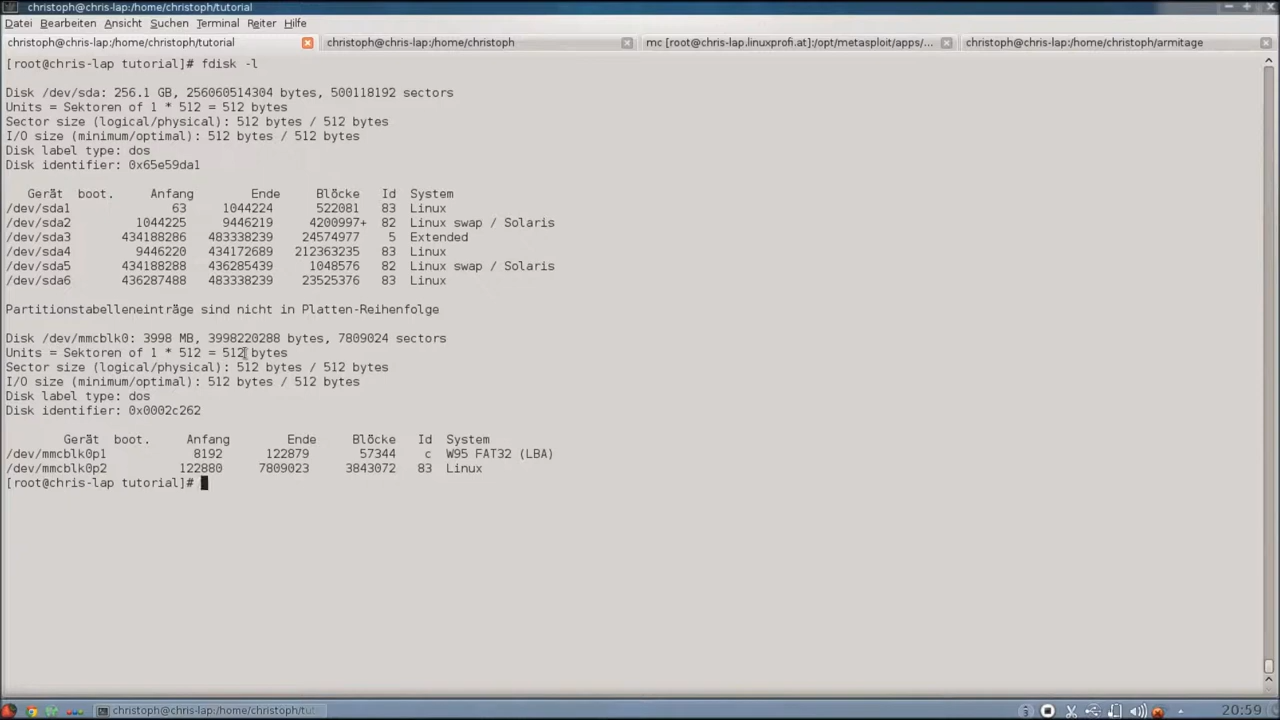 christoph@chris-lap:/home/christoph/tutorial
Datei Bearbeiten Ansicht Suchen Terminal Reiter Hilfe
christoph@chris-lap:/home/christoph/tutorial christoph@chris-lap:/home/christoph mc [root@chris-lap.linuxprofi.at]:/opt/metasploit/apps/... christoph@chris-lap:/home/christoph/armitage
[root@chris-lap tutorial]# fdisk -l
Disk /dev/sda: 256.1 GB, 256060514304 bytes, 500118192 sectors
Units = Sektoren of 1 * 512 = 512 bytes
Sector size (logical/physical): 512 bytes / 512 bytes
I/O size (minimum/optimal): 512 bytes / 512 bytes
Disk label type: dos
Disk identifier: 0x65e59da1
Gerät boot. Anfang Ende Blöcke Id System
/dev/sda1 63 1044224 522081 83 Linux
/dev/sda2 1044225 9446219 4200997+ 82 Linux swap / Solaris
/dev/sda3 434188286 483338239 24574977 5 Extended
/dev/sda4 9446220 434172689 212363235 83 Linux
/dev/sda5 434188288 436285439 1048576 82 Linux swap / Solaris
/dev/sda6 436287488 483338239 23525376 83 Linux
Partitionstabelleneinträge sind nicht in Platten-Reihenfolge
Disk /dev/mmcblk0: 3998 MB, 3998220288 bytes, 7809024 sectors
Units = Sektoren of 1 * 512 = 512 bytes
Sector size (logical/physical): 512 bytes / 512 bytes
I/O size (minimum/optimal): 512 bytes / 512 bytes
Disk label type: dos
Disk identifier: 0x0002c262
Gerät boot. Anfang Ende Blöcke Id System
/dev/mmcblk0p1 8192 122879 57344 c W95 FAT32 (LBA)
/dev/mmcblk0p2 122880 7809023 3843072 83 Linux
[root@chris-lap tutorial]#
christoph@chris-lap:/home/christoph/tut 20:59